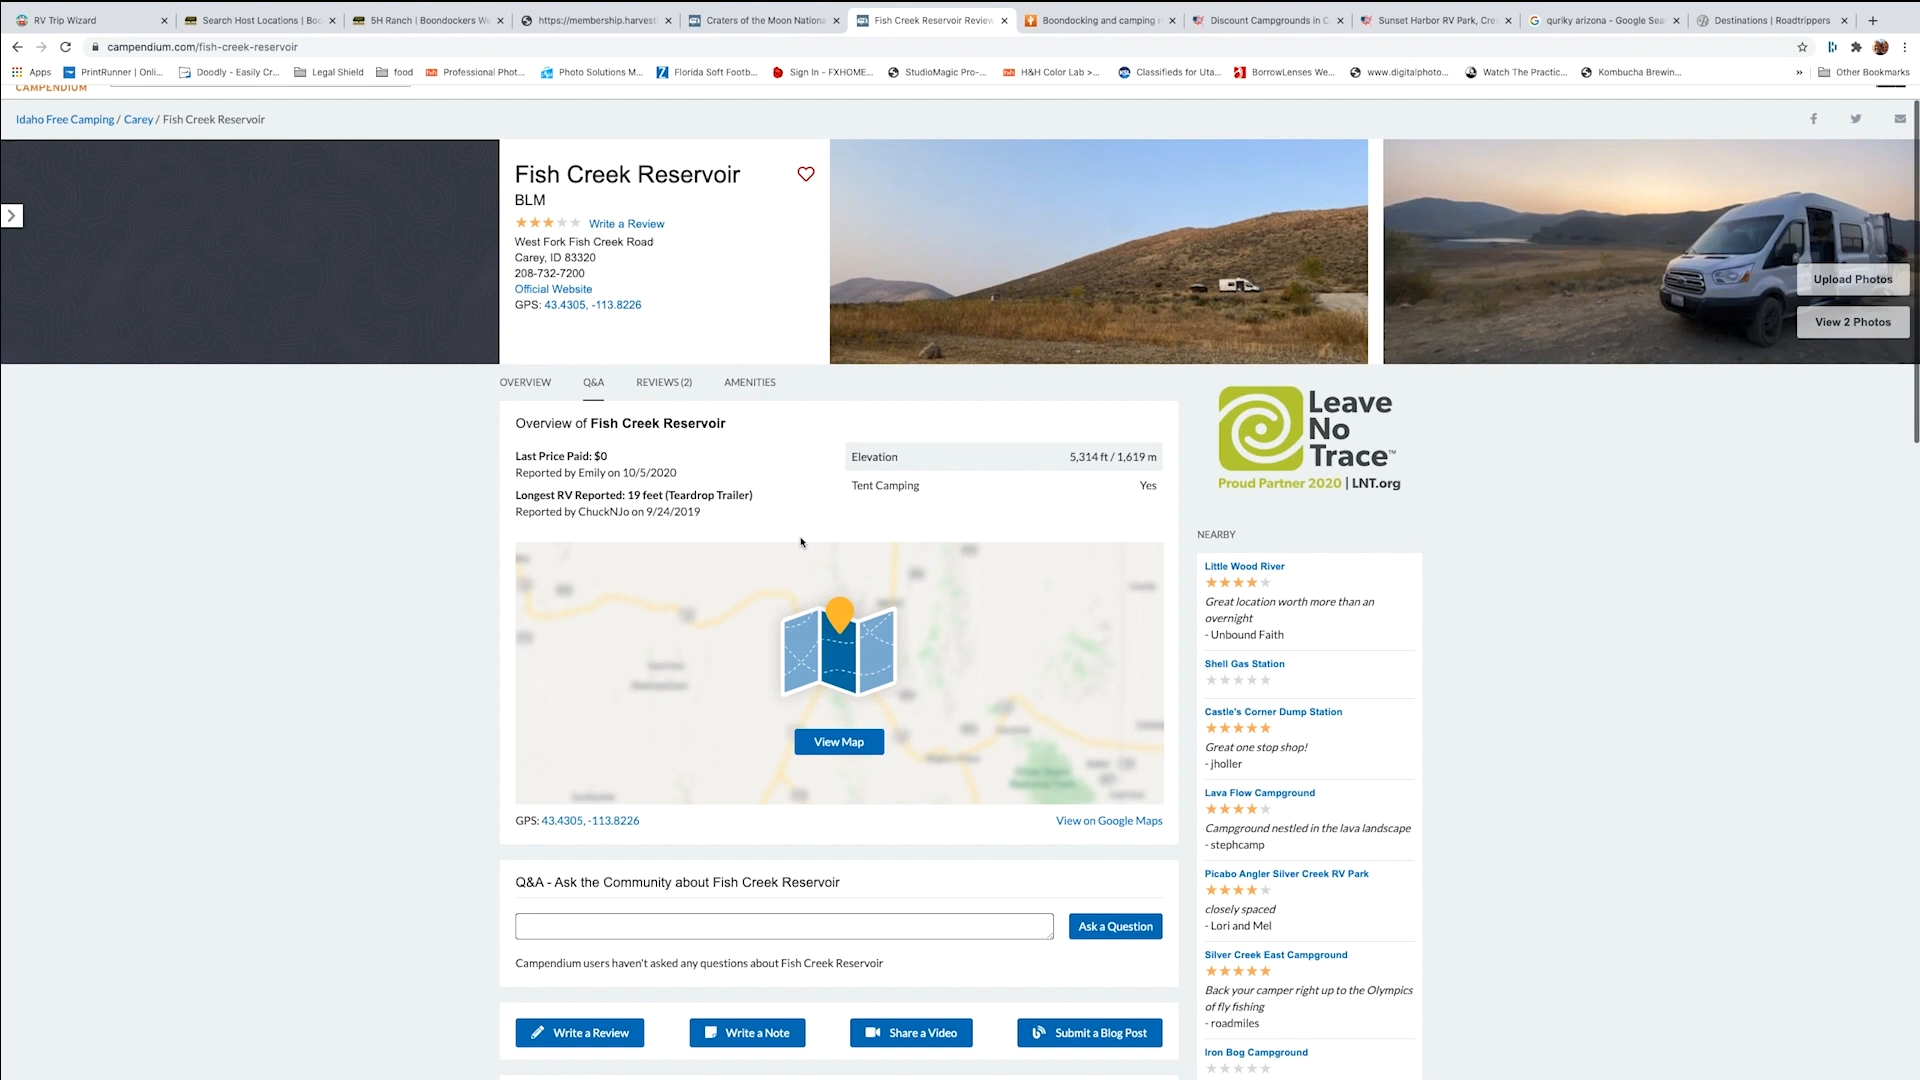 RV Trip Wizard
Search Host Locations | Boo
5H Ranch | Boondockers We
https://membership.harvest
Craters of the Moon Nationa
Fish Creek Reservoir Review
Boondocking and camping r
Discount Campgrounds in C
Sunset Harbor RV Park, Cre
quriky arizona - Google Sea
Destinations | Roadtrippers
campendium.com/fish-creek-reservoir
Apps
PrintRunner | Onli...
Doodly - Easily Cr...
Legal Shield
food
Professional Phot...
Photo Solutions M...
Florida Soft Footb...
Sign In - FXHOME...
StudioMagic Pro-...
H&H Color Lab >...
Classifieds for Uta...
BorrowLenses We...
www.digitalphoto...
Watch The Practic...
Kombucha Brewin...
Other Bookmarks
CAMPENDIUM
Idaho Free Camping / Carey / Fish Creek Reservoir
Fish Creek Reservoir
BLM
Write a Review
West Fork Fish Creek Road
Carey, ID 83320
208-732-7200
Official Website
GPS: 43.4305, -113.8226
Upload Photos
View 2 Photos
OVERVIEW
Q&A
REVIEWS (2)
AMENITIES
Overview of Fish Creek Reservoir
Last Price Paid: $0
Reported by Emily on 10/5/2020
Longest RV Reported: 19 feet (Teardrop Trailer)
Reported by ChuckNJo on 9/24/2019
Elevation 5,314 ft / 1,619 m
Tent Camping Yes
View Map
GPS: 43.4305, -113.8226
View on Google Maps
Q&A - Ask the Community about Fish Creek Reservoir
Ask a Question
Campendium users haven't asked any questions about Fish Creek Reservoir
Write a Review
Write a Note
Share a Video
Submit a Blog Post
Leave
No
Trace™
Proud Partner 2020 | LNT.org
NEARBY
Little Wood River
Great location worth more than an
overnight
- Unbound Faith
Shell Gas Station
Castle's Corner Dump Station
Great one stop shop!
- jholler
Lava Flow Campground
Campground nestled in the lava landscape
- stephcamp
Picabo Angler Silver Creek RV Park
closely spaced
- Lori and Mel
Silver Creek East Campground
Back your camper right up to the Olympics
of fly fishing
- roadmiles
Iron Bog Campground